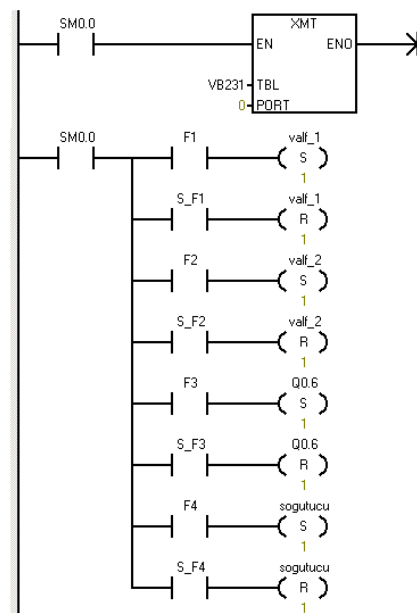 SM0.0 XMT
EN ENO
VB231 TBL
0 PORT
SM0.0 F1 valf_1
S
1
S_F1 valf_1
R
1
F2 valf_2
S
1
S_F2 valf_2
R
1
F3 Q0.6
S
1
S_F3 Q0.6
R
1
F4 sogutucu
S
1
S_F4 sogutucu
R
1